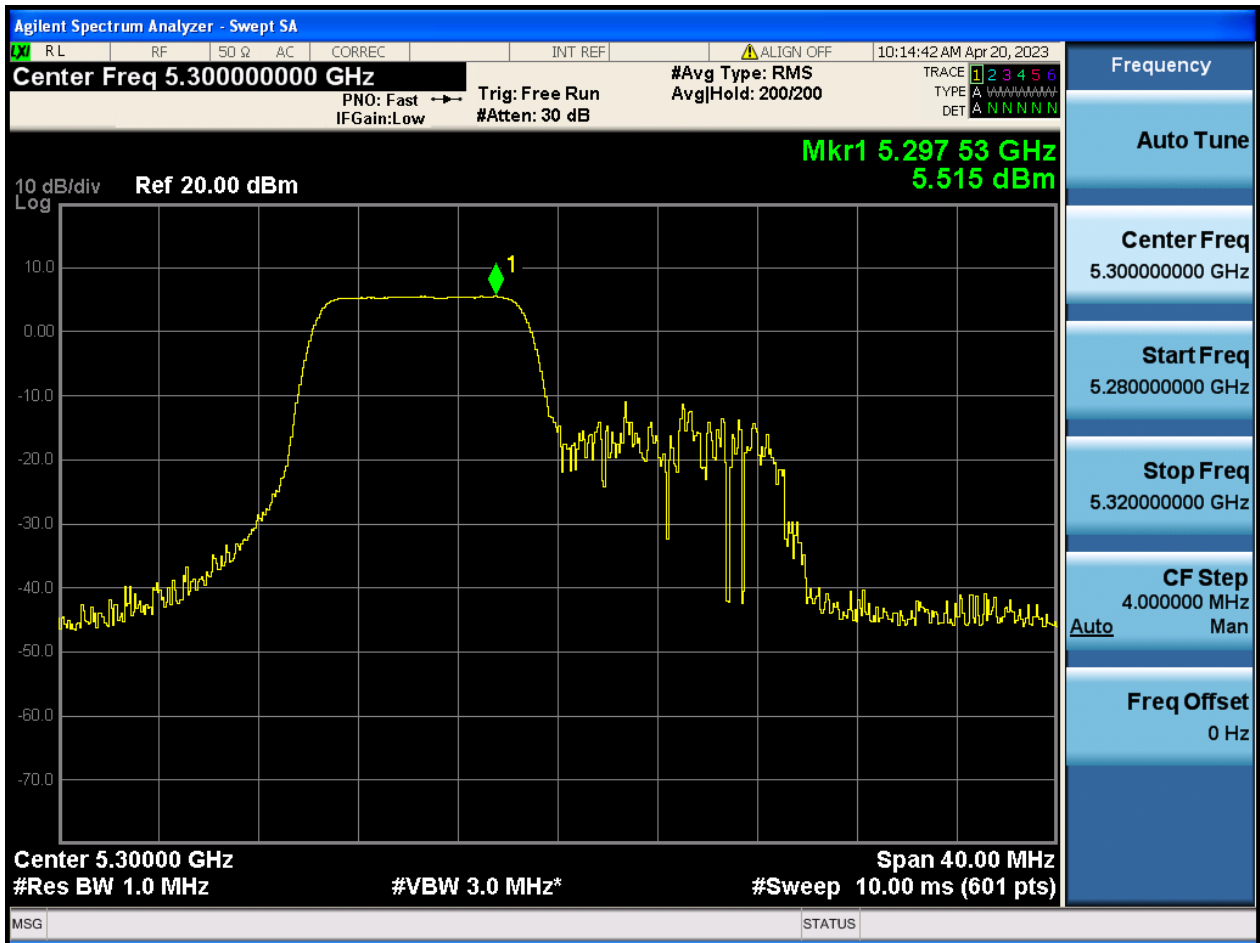 Agilent Spectrum Analyzer - Swept SA
LXI RL RF 50 Ω AC CORREC INT REF ALIGN OFF 10:14:42 AM Apr 20, 2023
Center Freq 5.300000000 GHz
PNO: Fast
IFGain:Low
Trig: Free Run
#Atten: 30 dB
#Avg Type: RMS
Avg|Hold: 200/200
TRACE 1 2 3 4 5 6
TYPE A WWWWW
DET A N N N N N
Mkr1 5.297 53 GHz
5.515 dBm
10 dB/div Ref 20.00 dBm
Log
1
10.0
0.00
-10.0
-20.0
-30.0
-40.0
-50.0
-60.0
-70.0
Center 5.30000 GHz Span 40.00 MHz
#Res BW 1.0 MHz #VBW 3.0 MHz* #Sweep 10.00 ms (601 pts)
MSG STATUS
Frequency
Auto Tune
Center Freq
5.300000000 GHz
Start Freq
5.280000000 GHz
Stop Freq
5.320000000 GHz
CF Step
4.000000 MHz
Auto Man
Freq Offset
0 Hz